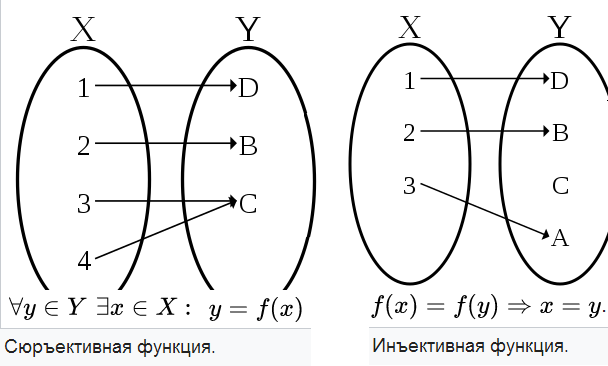 X Y
1 D
2 B
3 C
4
∀y ∈ Y ∃x ∈ X : y = f(x)
Сюръективная функция.
X Y
1 D
2 B
3 C
A
f(x) = f(y) ⇒ x = y.
Инъективная функция.